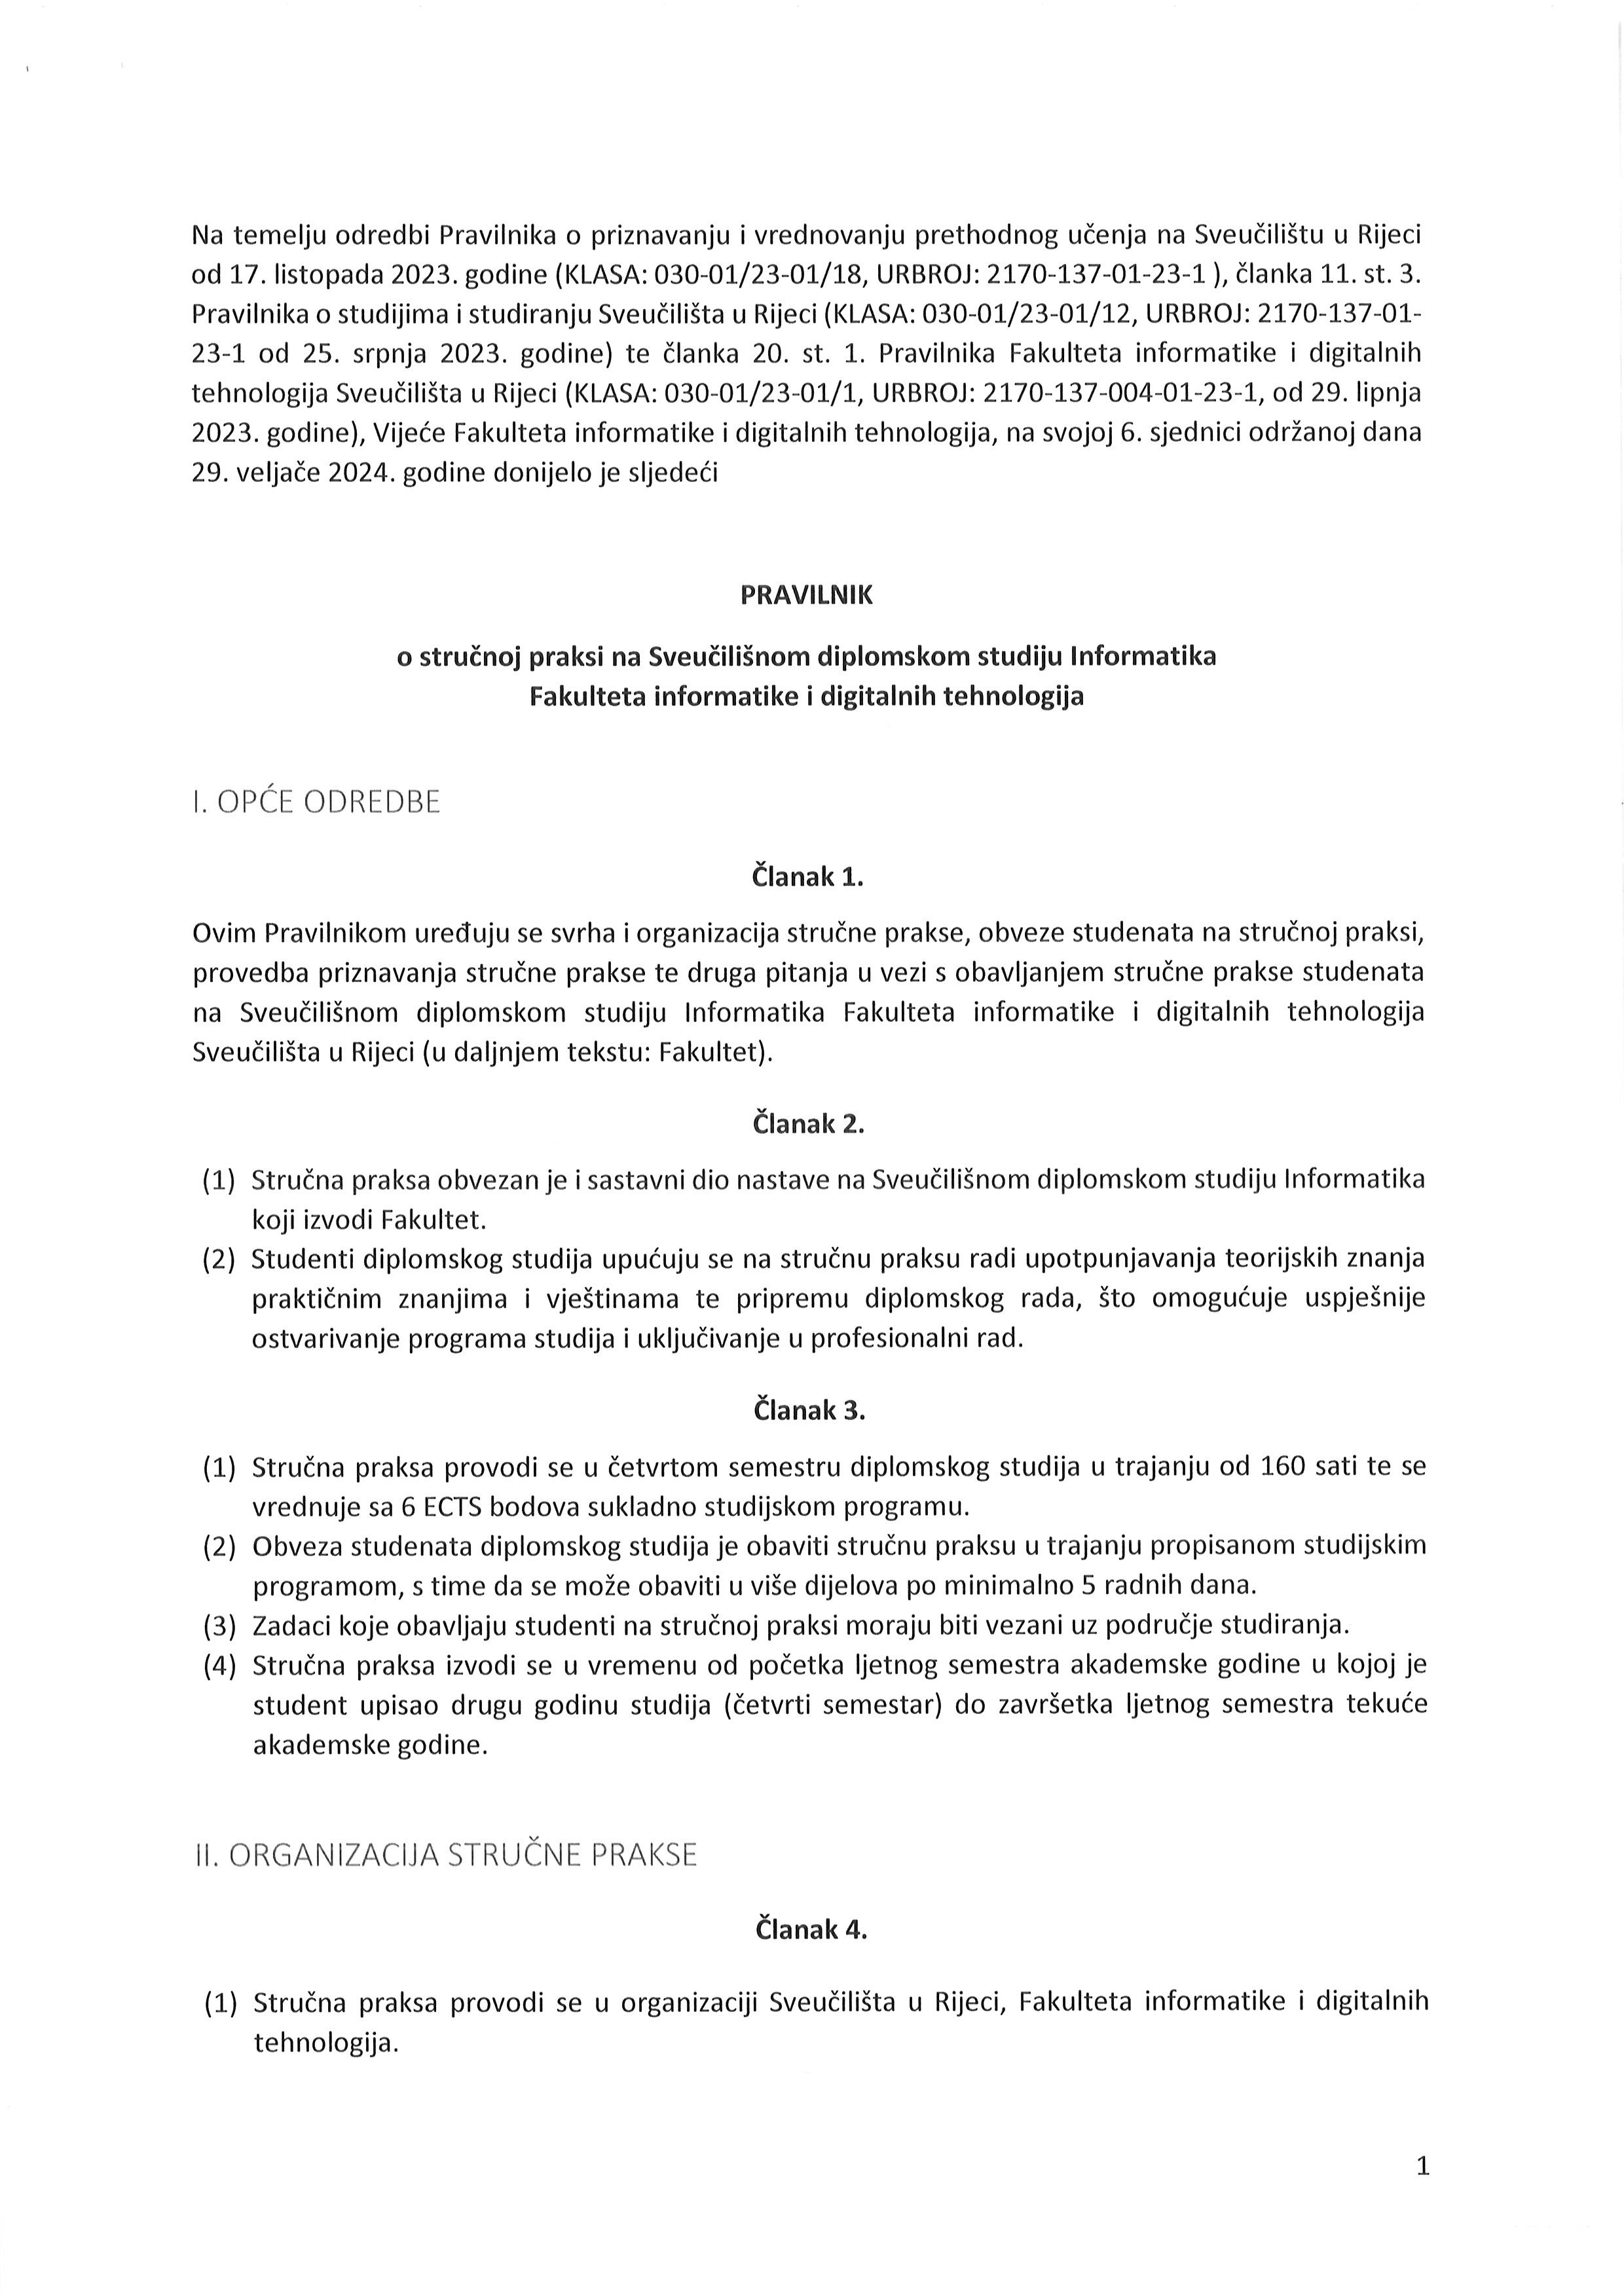 Na temelju odredbi Pravilnika o priznavanju i vrednovanju prethodnog učenja na Sveučilištu u Rijeci
od 17. listopada 2023. godine (KLASA: 030-01/23-01/18, URBROJ: 2170-137-01-23-1 ), članka 11. st. 3.
Pravilnika o studijima i studiranju Sveučilišta u Rijeci (KLASA: 030-01/23-01/12, URBROJ: 2170-137-01-
23-1 od 25. srpnja 2023. godine) te članka 20. st. 1. Pravilnika Fakulteta informatike i digitalnih
tehnologija Sveučilišta u Rijeci (KLASA: 030-01/23-01/1, URBROJ: 2170-137-004-01-23-1, od 29. lipnja
2023. godine), Vijeće Fakulteta informatike i digitalnih tehnologija, na svojoj 6. sjednici održanoj dana
29. veljače 2024. godine donijelo je sljedeći
PRAVILNIK
o stručnoj praksi na Sveučilišnom diplomskom studiju Informatika
Fakulteta informatike i digitalnih tehnologija
I. OPĆE ODREDBE
Članak 1.
Ovim Pravilnikom uređuju se svrha i organizacija stručne prakse, obveze studenata na stručnoj praksi,
provedba priznavanja stručne prakse te druga pitanja u vezi s obavljanjem stručne prakse studenata
na Sveučilišnom diplomskom studiju Informatika Fakulteta informatike i digitalnih tehnologija
Sveučilišta u Rijeci (u daljnjem tekstu: Fakultet).
Članak 2.
(1) Stručna praksa obvezan je i sastavni dio nastave na Sveučilišnom diplomskom studiju Informatika
koji izvodi Fakultet.
(2) Studenti diplomskog studija upućuju se na stručnu praksu radi upotpunjavanja teorijskih znanja
praktičnim znanjima i vještinama te pripremu diplomskog rada, što omogućuje uspješnije
ostvarivanje programa studija i uključivanje u profesionalni rad.
Članak 3.
(1) Stručna praksa provodi se u četvrtom semestru diplomskog studija u trajanju od 160 sati te se
vrednuje sa 6 ECTS bodova sukladno studijskom programu.
(2) Obveza studenata diplomskog studija je obaviti stručnu praksu u trajanju propisanom studijskim
programom, s time da se može obaviti u više dijelova po minimalno 5 radnih dana.
(3) Zadaci koje obavljaju studenti na stručnoj praksi moraju biti vezani uz područje studiranja.
(4) Stručna praksa izvodi se u vremenu od početka ljetnog semestra akademske godine u kojoj je
student upisao drugu godinu studija (četvrti semestar) do završetka ljetnog semestra tekuće
akademske godine.
II. ORGANIZACIJA STRUČNE PRAKSE
Članak 4.
(1) Stručna praksa provodi se u organizaciji Sveučilišta u Rijeci, Fakulteta informatike i digitalnih
tehnologija.
1